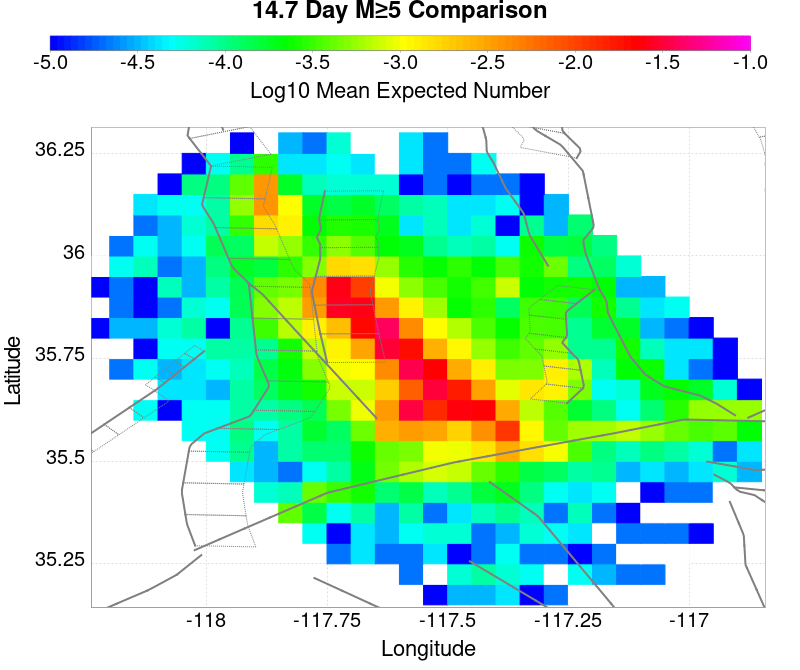 14.7 Day M≥5 Comparison
-5.0 -4.5 -4.0 -3.5 -3.0 -2.5 -2.0 -1.5 -1.0
Log10 Mean Expected Number
36.25
36
35.75
35.5
35.25
Latitude
-118 -117.75 -117.5 -117.25 -117
Longitude